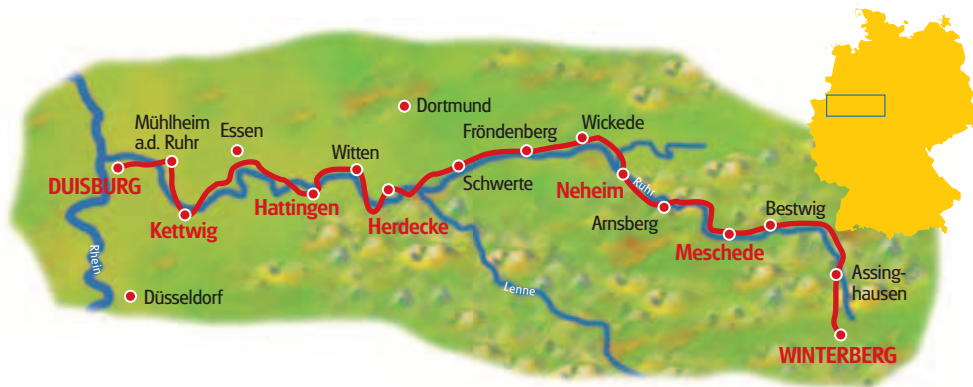 Dortmund
Mühlheim
a.d. Ruhr
Essen
Wickede
Fröndenberg
Witten
DUISBURG
Schwerte
Neheim
Ruhr
Hattingen
Kettwig
Herdecke
Arnsberg
Bestwig
Meschede
Rhein
Assing-
hausen
Lenne
Düsseldorf
WINTERBERG